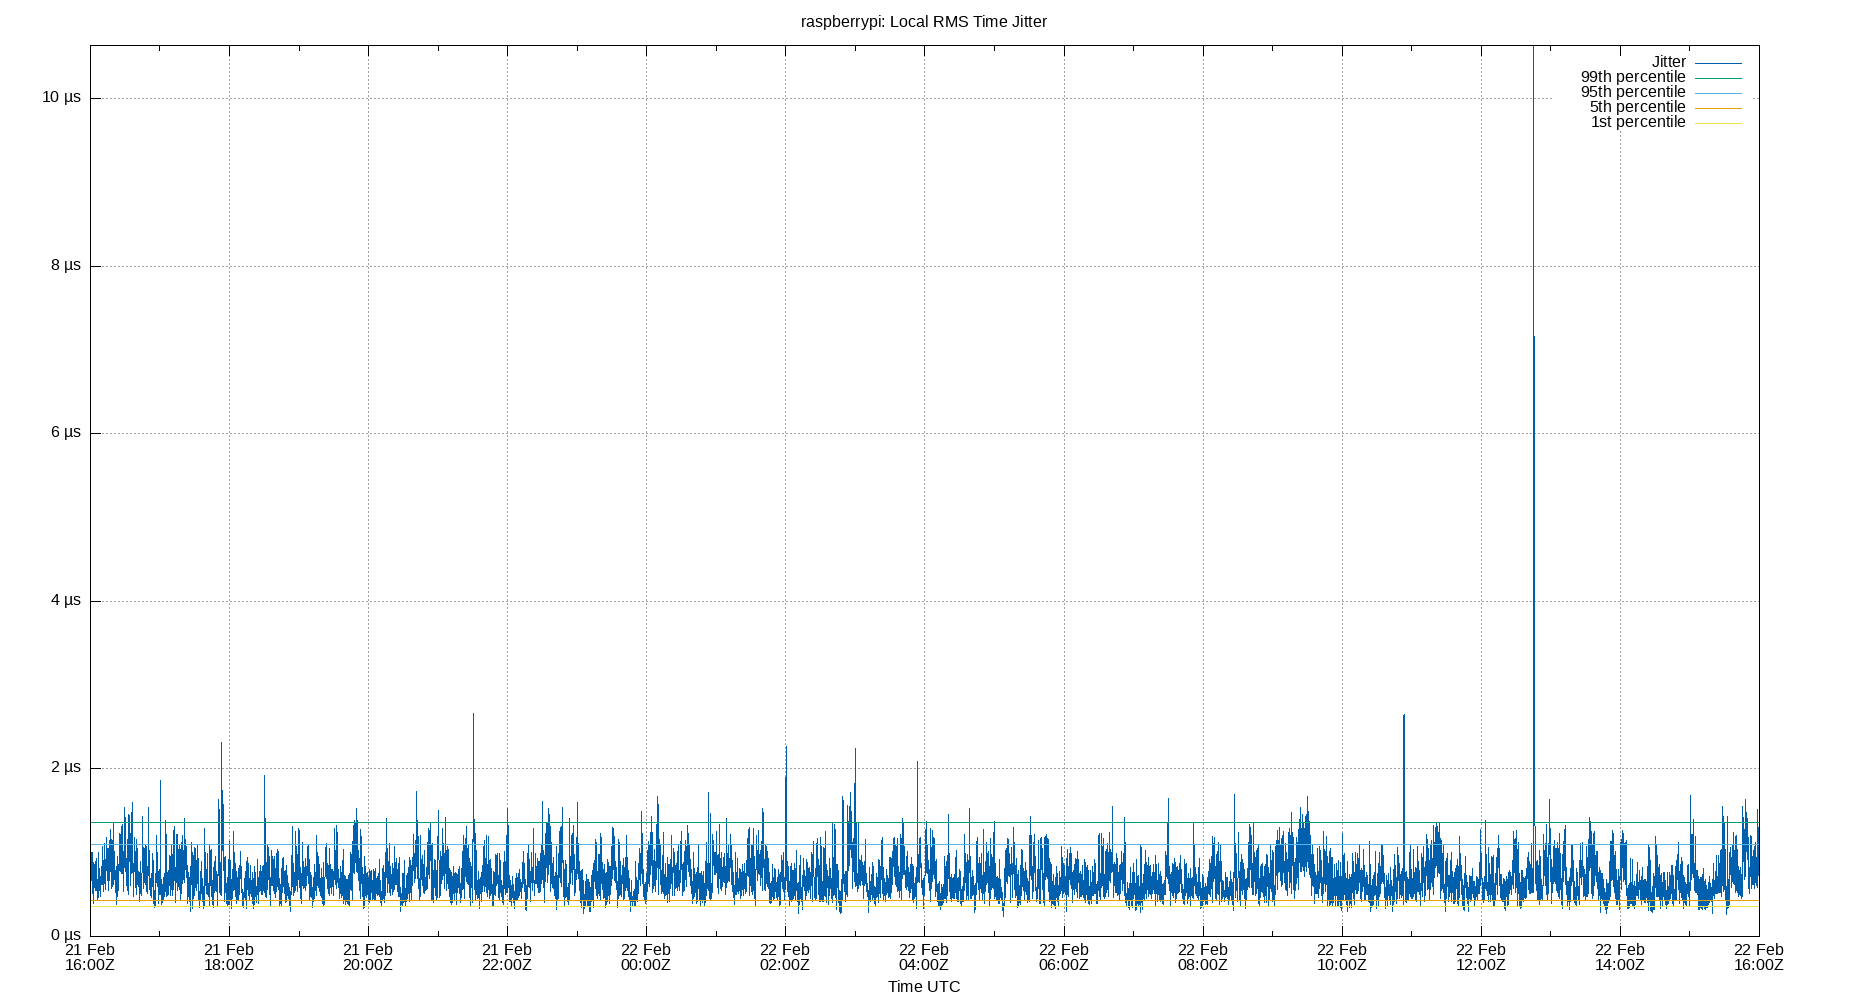 raspberrypi: Local RMS Time Jitter
Jitter
99th percentile
95th percentile
5th percentile
1st percentile
10 µs
8 µs
6 µs
4 µs
2 µs
0 µs
21 Feb 21 Feb 21 Feb 21 Feb 22 Feb 22 Feb 22 Feb 22 Feb 22 Feb 22 Feb 22 Feb 22 Feb 22 Feb
16:00Z 18:00Z 20:00Z 22:00Z 00:00Z 02:00Z 04:00Z 06:00Z 08:00Z 10:00Z 12:00Z 14:00Z 16:00Z
Time UTC